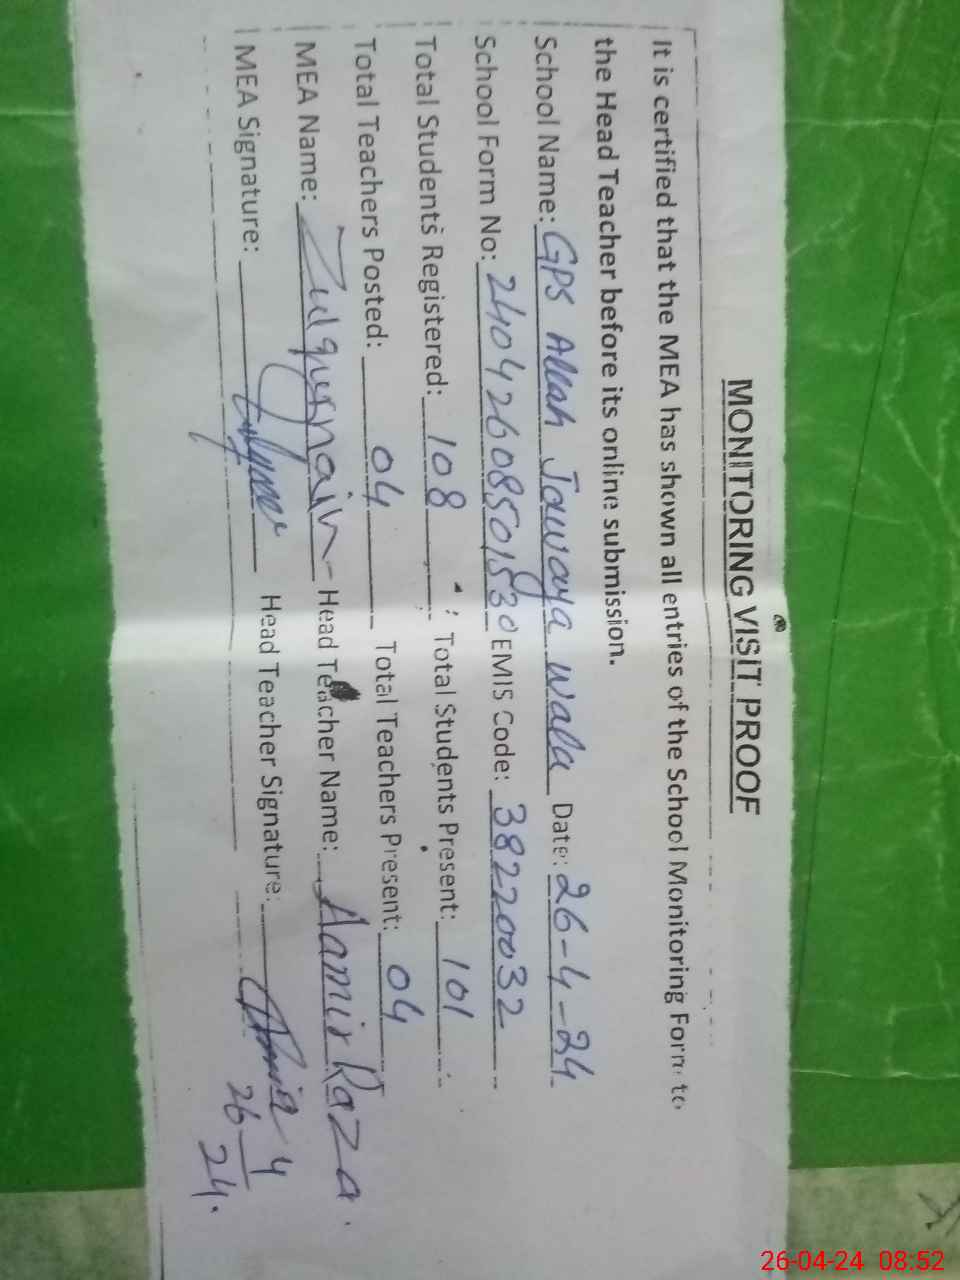 MONITORING VISIT PROOF
It is certified that the MEA has shown all entries of the School Monitoring Form to
the Head Teacher before its online submission.
School Name: GPS Allah Jawaya Wala Date: 26-4-24
School Form No: 24042608501530 EMIS Code: 38220032
Total Students Registered: 108 ; Total Students Present: 101
Total Teachers Posted: 04 Total Teachers Present: 04
MEA Name: Zulqurnain Head Teacher Name: Aamir Raza.
MEA Signature: Head Teacher Signature: Aamir
26 4
24.
26-04-24 08:52